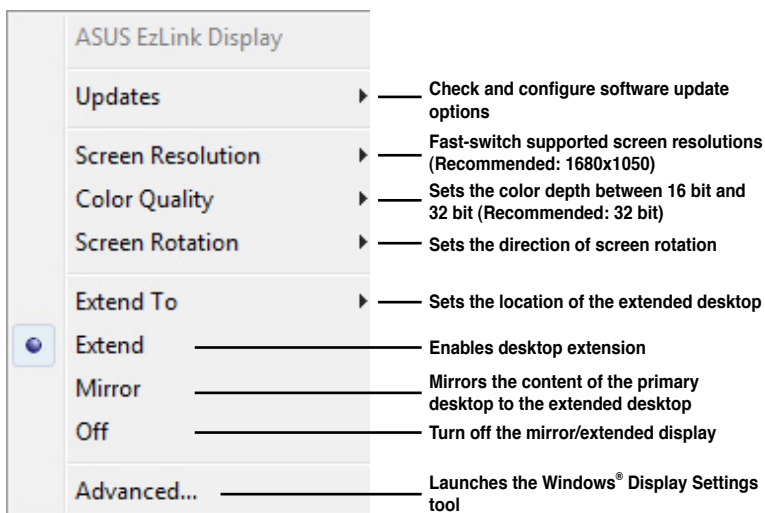 ASUS EzLink Display
Updates
Check and configure software update
options
Screen Resolution
Fast-switch supported screen resolutions
(Recommended: 1680x1050)
Color Quality
Sets the color depth between 16 bit and
32 bit (Recommended: 32 bit)
Screen Rotation
Sets the direction of screen rotation
Extend To
Sets the location of the extended desktop
Extend
Enables desktop extension
Mirror
Mirrors the content of the primary
desktop to the extended desktop
Off
Turn off the mirror/extended display
Advanced...
Launches the Windows® Display Settings
tool